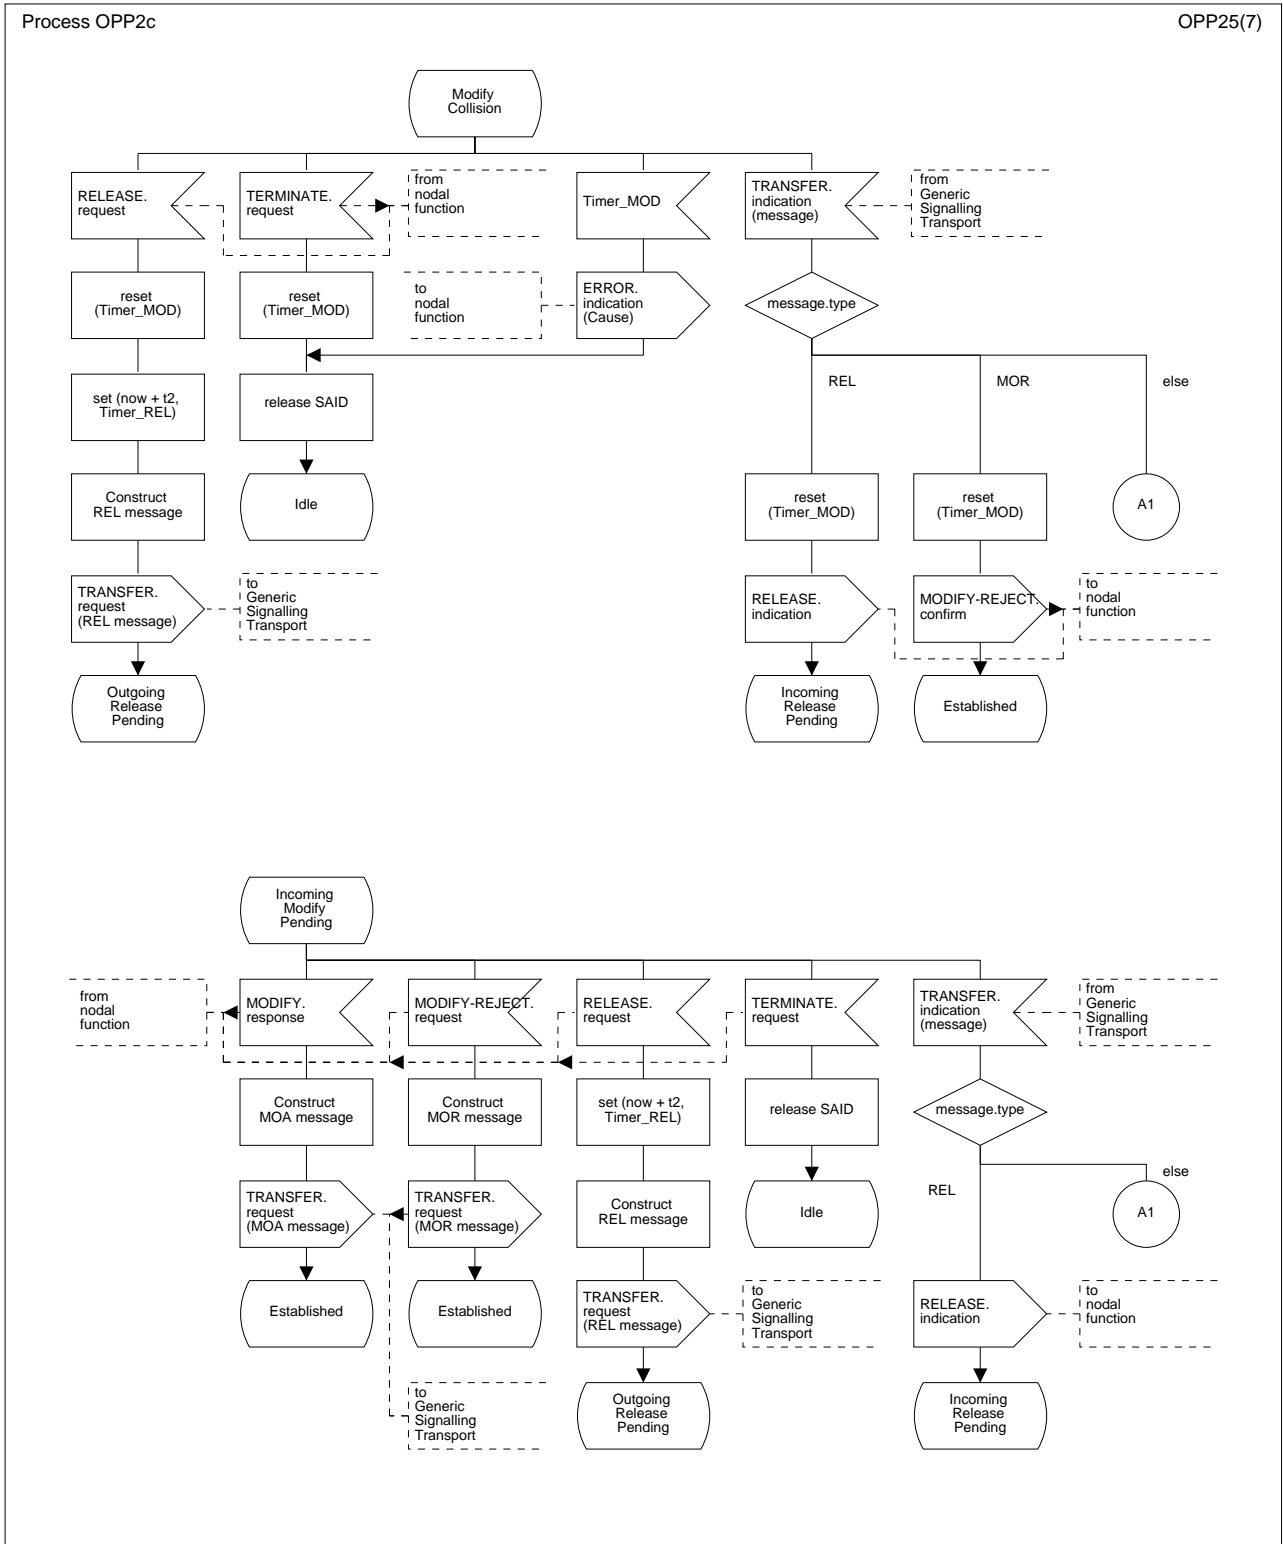 Process OPP2c
OPP25(7)
Modify
Collision
RELEASE.
request
TERMINATE.
request
from
nodal
function
Timer_MOD
TRANSFER.
indication
(message)
from
Generic
Signalling
Transport
reset
(Timer_MOD)
reset
(Timer_MOD)
to
nodal
function
ERROR.
indication
(Cause)
message.type
REL
MOR
else
set (now + t2,
Timer_REL)
release SAID
Construct
REL message
Idle
reset
(Timer_MOD)
reset
(Timer_MOD)
A1
TRANSFER.
request
(REL message)
to
Generic
Signalling
Transport
RELEASE.
indication
MODIFY-REJECT.
confirm
to
nodal
function
Outgoing
Release
Pending
Incoming
Release
Pending
Established
Incoming
Modify
Pending
from
nodal
function
MODIFY.
response
MODIFY-REJECT.
request
RELEASE.
request
TERMINATE.
request
TRANSFER.
indication
(message)
from
Generic
Signalling
Transport
Construct
MOA message
Construct
MOR message
set (now + t2,
Timer_REL)
release SAID
message.type
REL
else
TRANSFER.
request
(MOA message)
TRANSFER.
request
(MOR message)
Construct
REL message
Idle
A1
Established
Established
TRANSFER.
request
(REL message)
to
Generic
Signalling
Transport
RELEASE.
indication
to
nodal
function
to
Generic
Signalling
Transport
Outgoing
Release
Pending
Incoming
Release
Pending